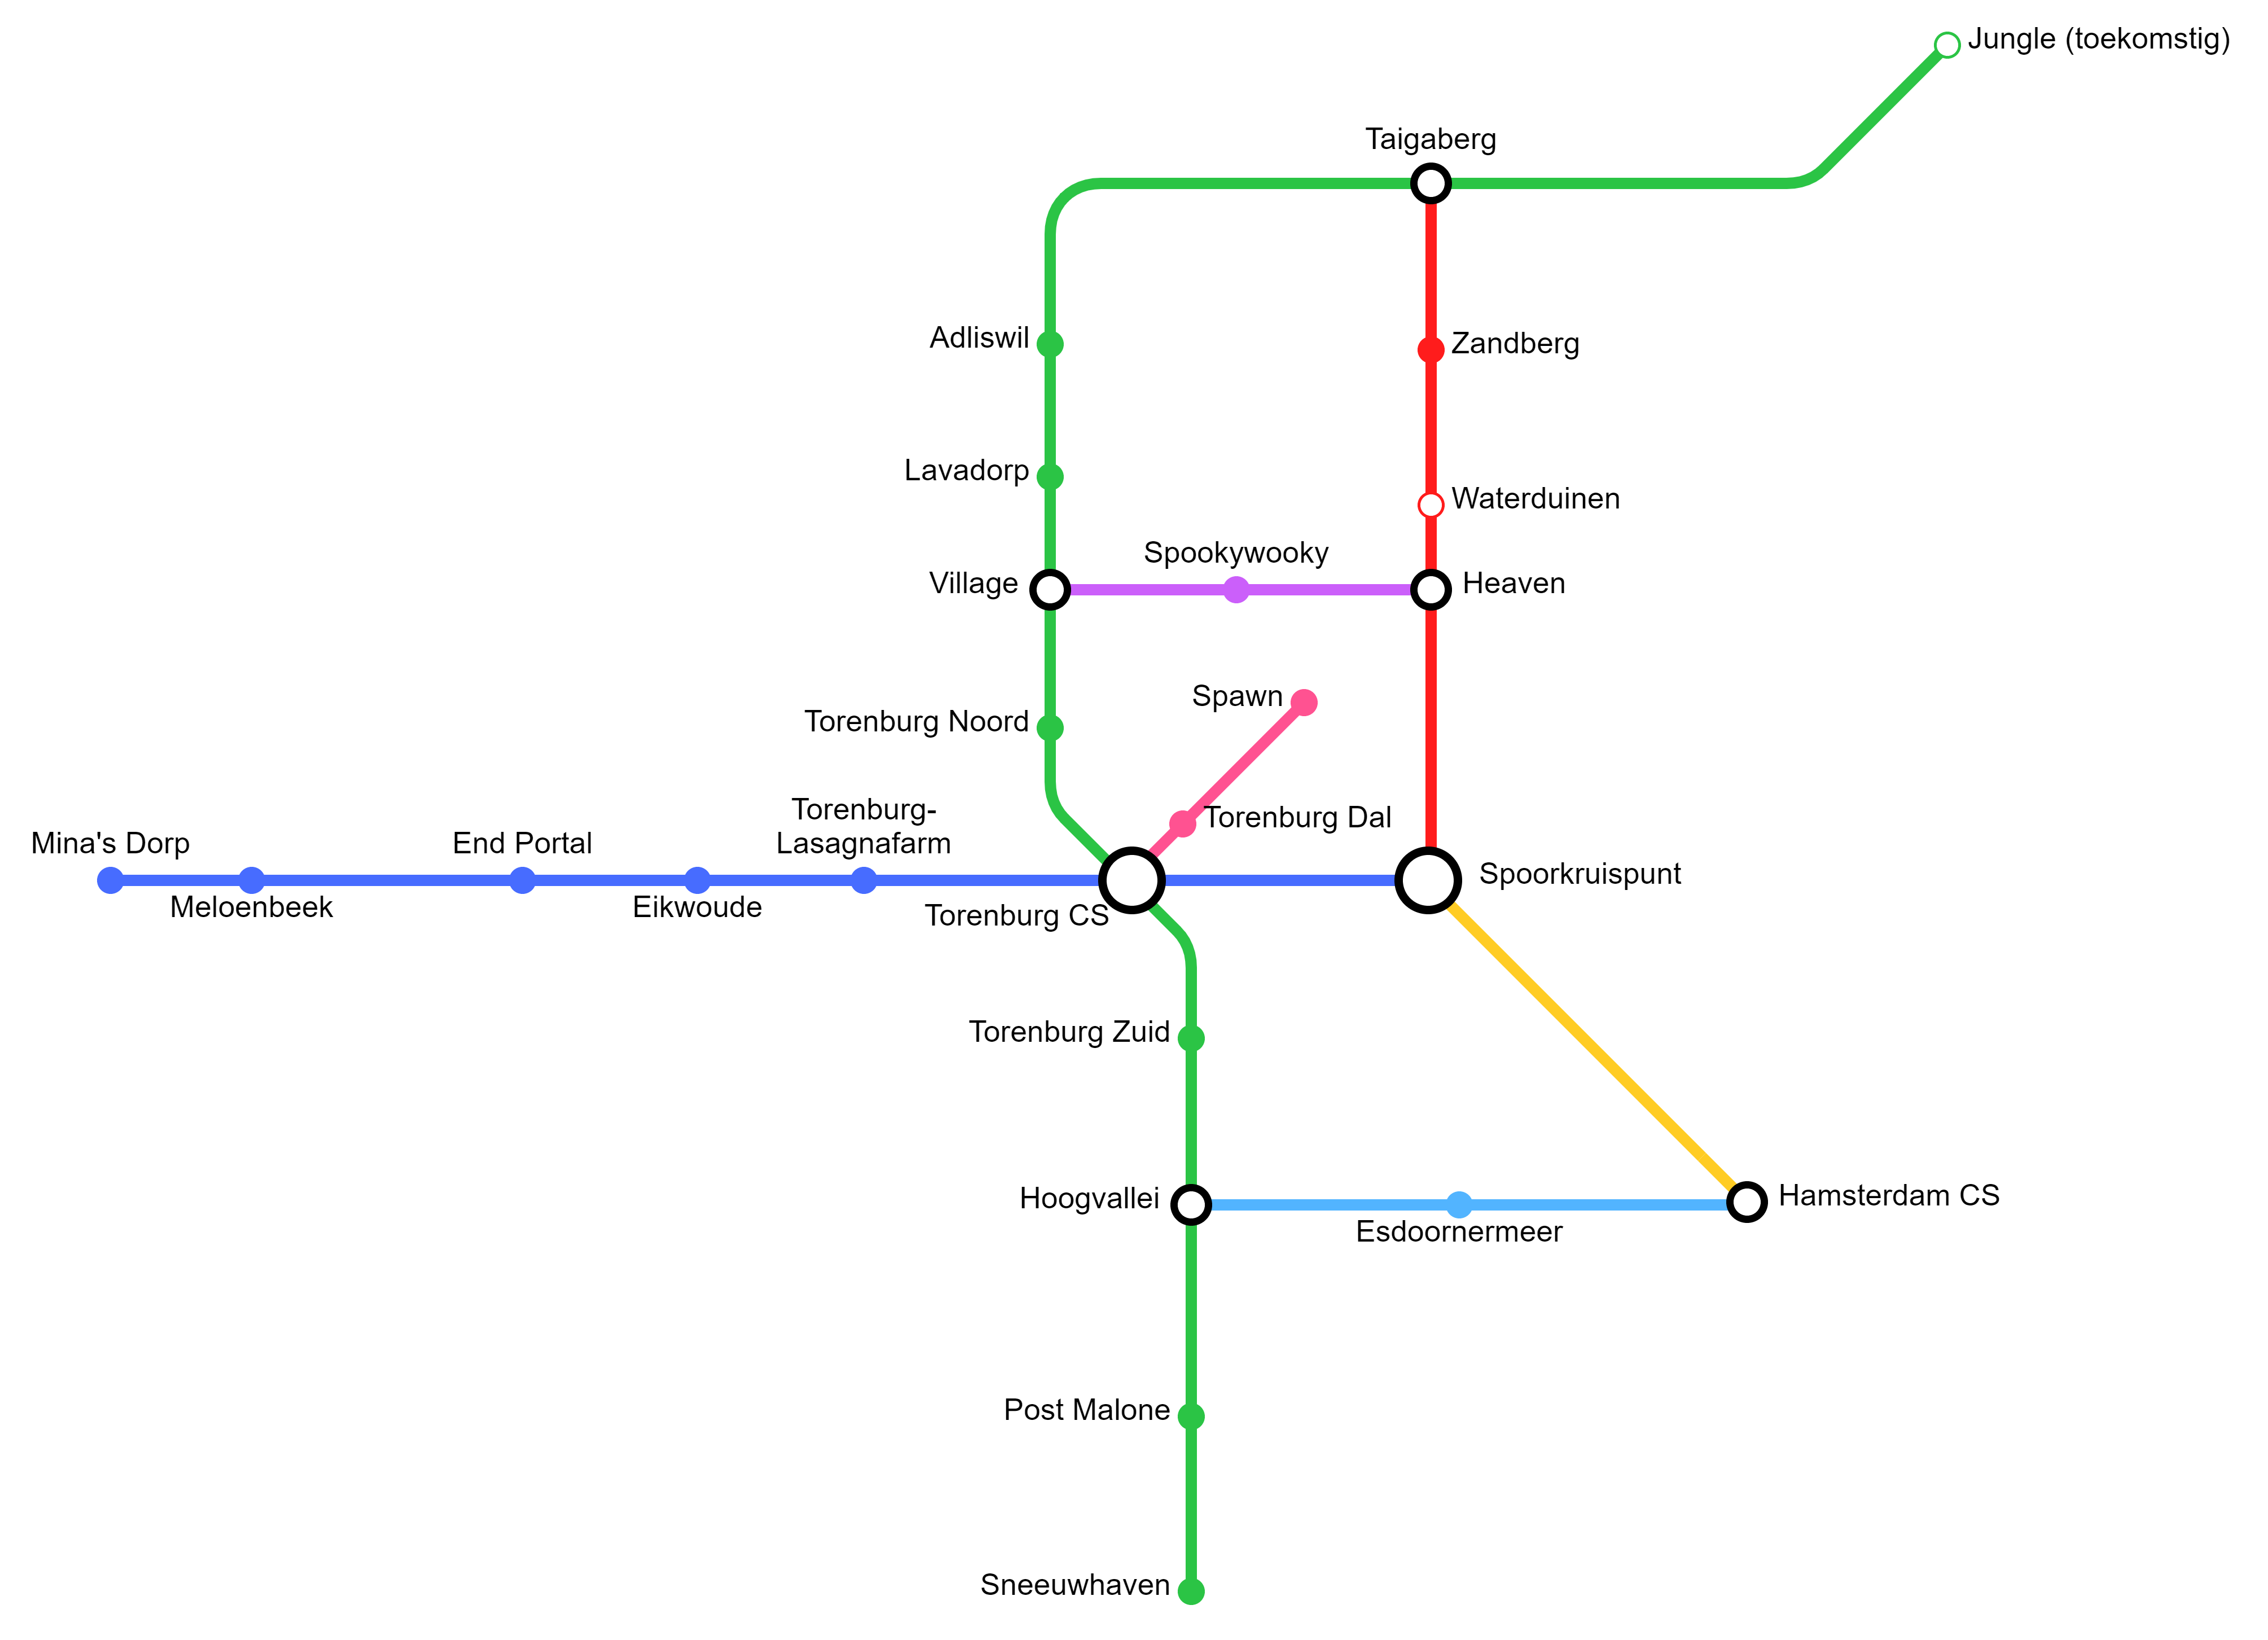 Jungle (toekomstig)
Taigaberg
Adliswil
Zandberg
Lavadorp
Waterduinen
Spookywooky
Village
Heaven
Spawn
Torenburg Noord
Torenburg-
Lasagnafarm
Torenburg Dal
Mina's Dorp
End Portal
Spoorkruispunt
Meloenbeek
Eikwoude
Torenburg CS
Torenburg Zuid
Hoogvallei
Hamsterdam CS
Esdoornermeer
Post Malone
Sneeuwhaven